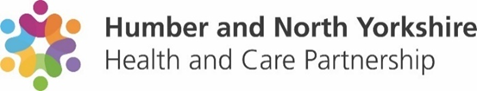 Humber and North Yorkshire
Health and Care Partnership